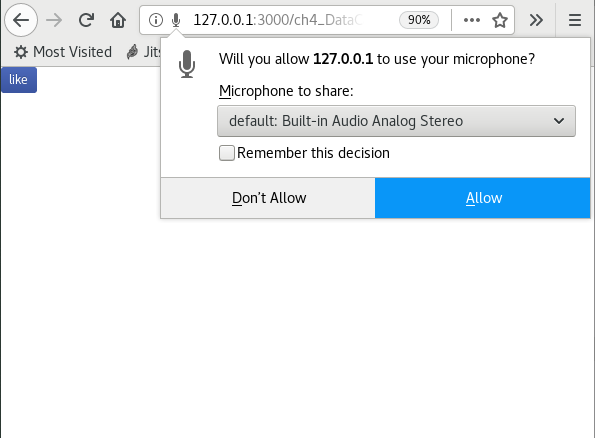 127.0.0.1:3000/ch4_DataC
90%
Most Visited
Jits
like
Will you allow 127.0.0.1 to use your microphone?
Microphone to share:
default: Built-in Audio Analog Stereo
Remember this decision
Don't Allow
Allow